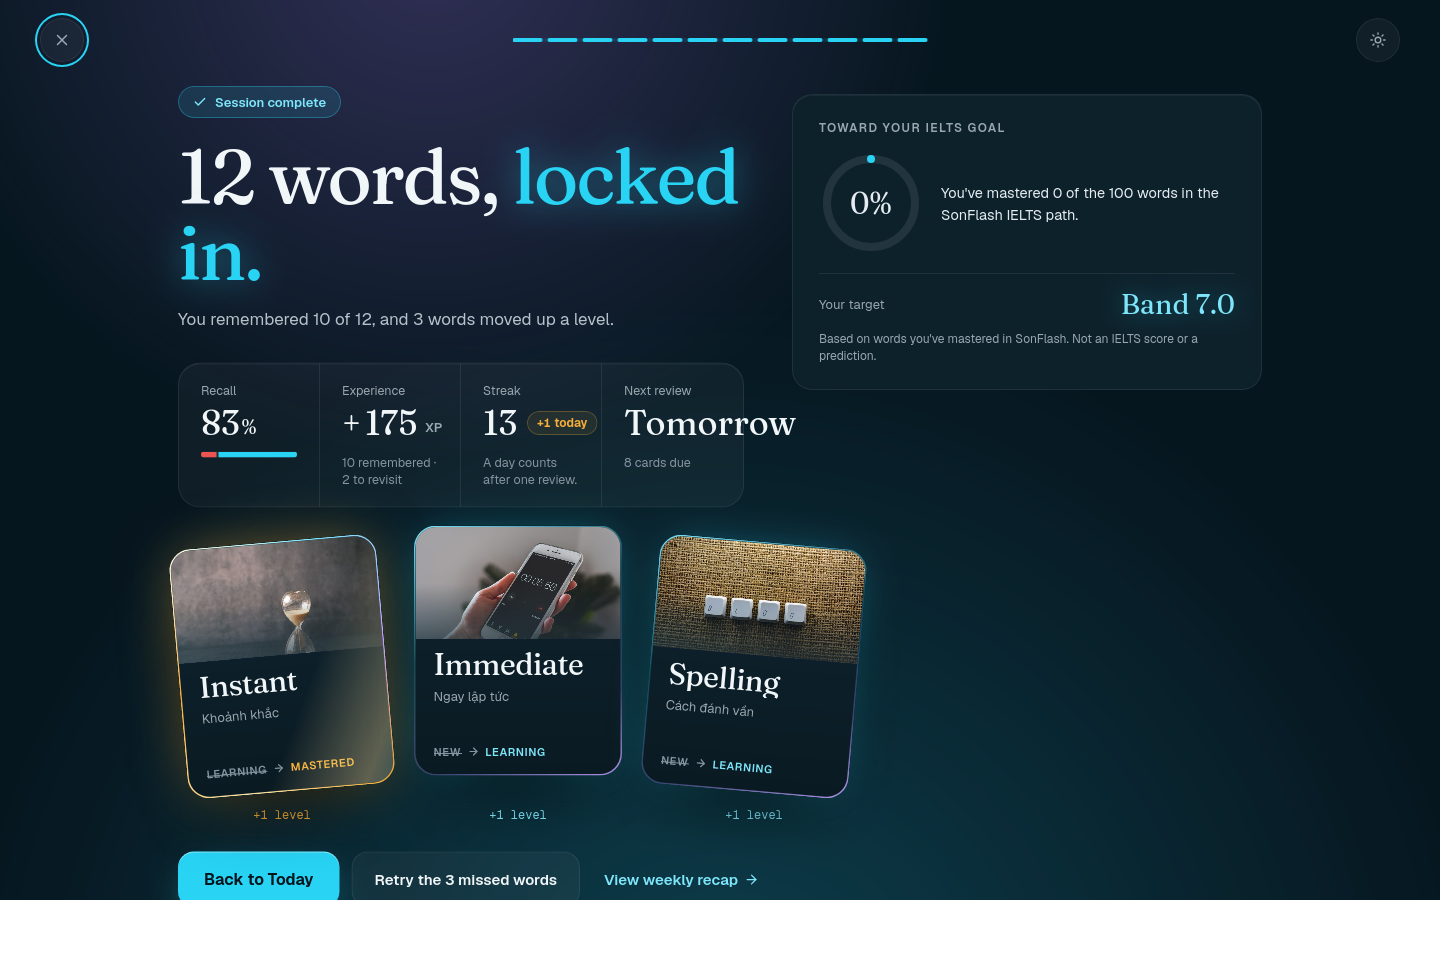 Session complete
12 words, locked
in.
You remembered 10 of 12, and 3 words moved up a level.
TOWARD YOUR IELTS GOAL
0%
You've mastered 0 of the 100 words in the
SonFlash IELTS path.
Your target
Band 7.0
Based on words you've mastered in SonFlash. Not an IELTS score or a
prediction.
Recall
83%
Experience
+175 XP
10 remembered ·
2 to revisit
Streak
13 +1 today
A day counts
after one review.
Next review
Tomorrow
8 cards due
Instant
Khoảnh khắc
LEARNING → MASTERED
+1 level
Immediate
Ngay lập tức
NEW → LEARNING
+1 level
Spelling
Cách đánh vần
NEW → LEARNING
+1 level
Back to Today
Retry the 3 missed words
View weekly recap →